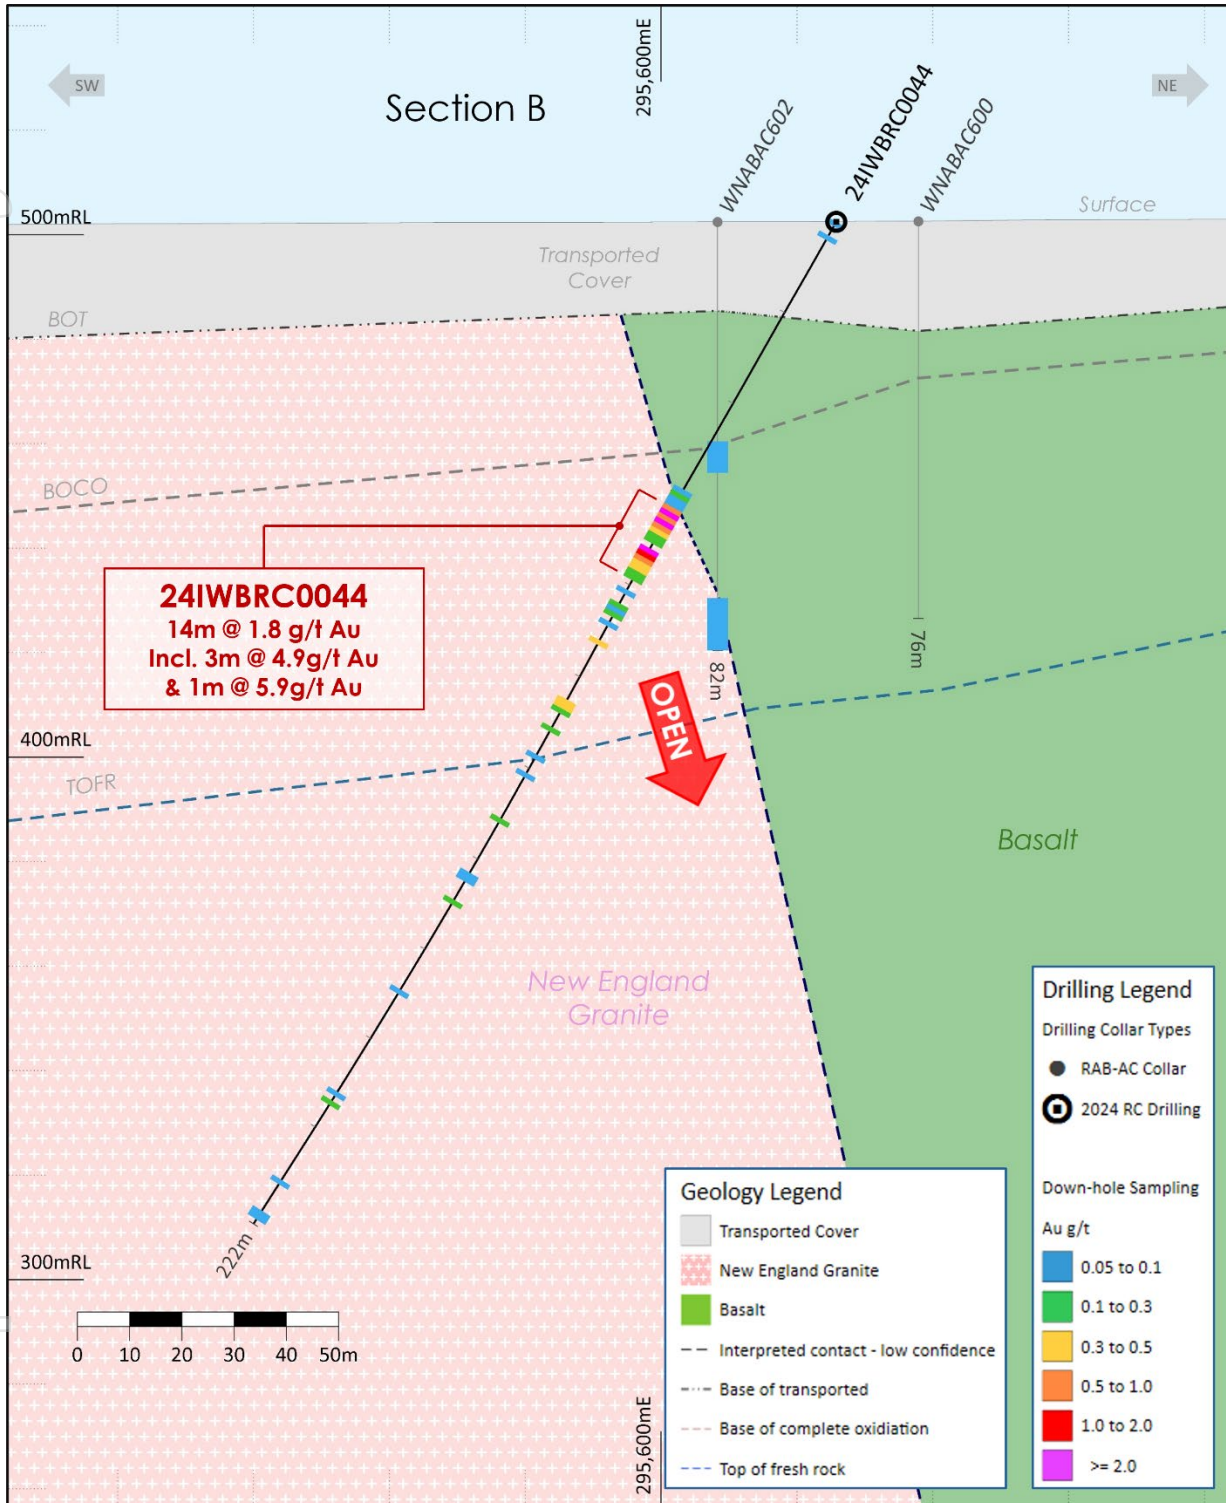 295,600mE
SW
NE
Section B
WNABAC602
24IWBRC0044
WNABAC600
500mRL
Surface
Transported
Cover
BOT
BOCO
24IWBRC0044
14m @ 1.8 g/t Au
Incl. 3m @ 4.9g/t Au
& 1m @ 5.9g/t Au
76m
82m
OPEN
400mRL
TOFR
Basalt
New England
Granite
222m
300mRL
0 10 20 30 40 50m
295,600mE
Geology Legend
Transported Cover
New England Granite
Basalt
Interpreted contact - low confidence
Base of transported
Base of complete oxidiation
Top of fresh rock
Drilling Legend
Drilling Collar Types
RAB-AC Collar
2024 RC Drilling
Down-hole Sampling
Au g/t
0.05 to 0.1
0.1 to 0.3
0.3 to 0.5
0.5 to 1.0
1.0 to 2.0
>= 2.0